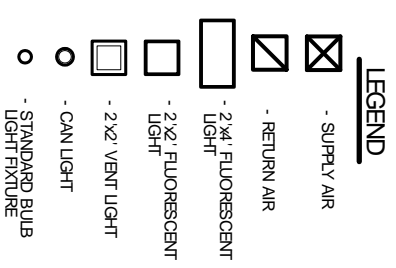 LEGEND
- SUPPLY AIR
- RETURN AIR
- 2'x4' FLUORESCENT
LIGHT
- 2'x2' FLUORESCENT
LIGHT
- 2'x2' VENT LIGHT
- CAN LIGHT
- STANDARD BULB
LIGHT FIXTURE